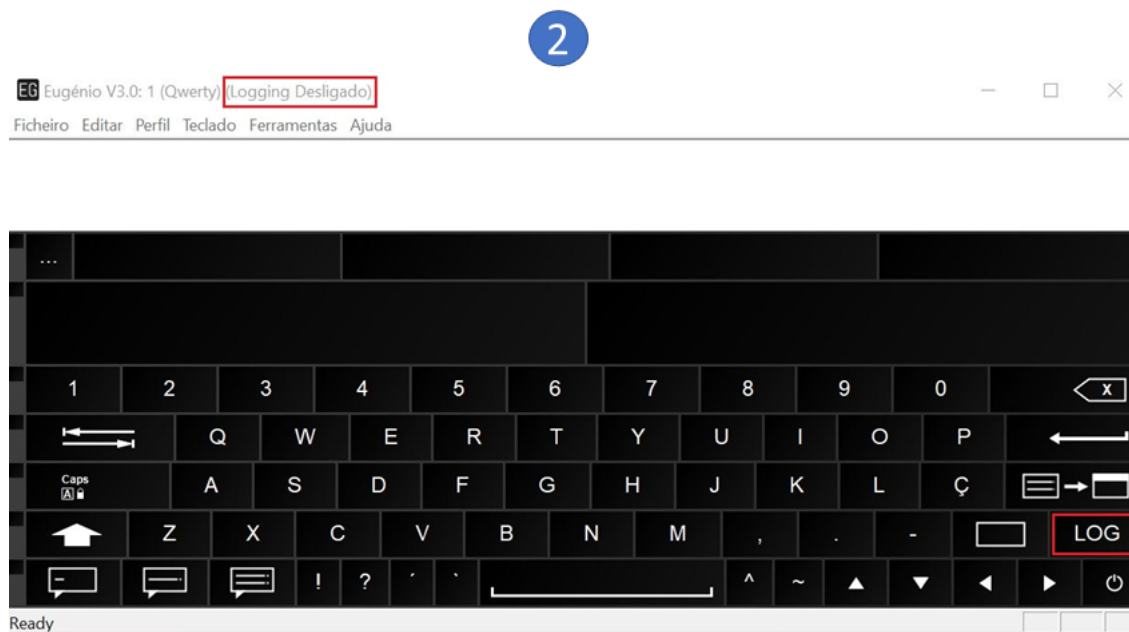 2
EG Eugénio V3.0: 1 (Qwerty) (Logging Desligado)
Ficheiro Editar Perfil Teclado Ferramentas Ajuda
...
1 2 3 4 5 6 7 8 9 0 X
Q W E R T Y U I O P
Caps A A S D F G H J K L Ç
Z X C V B N M , . - LOG
! ? ´ ` ^ ~
Ready